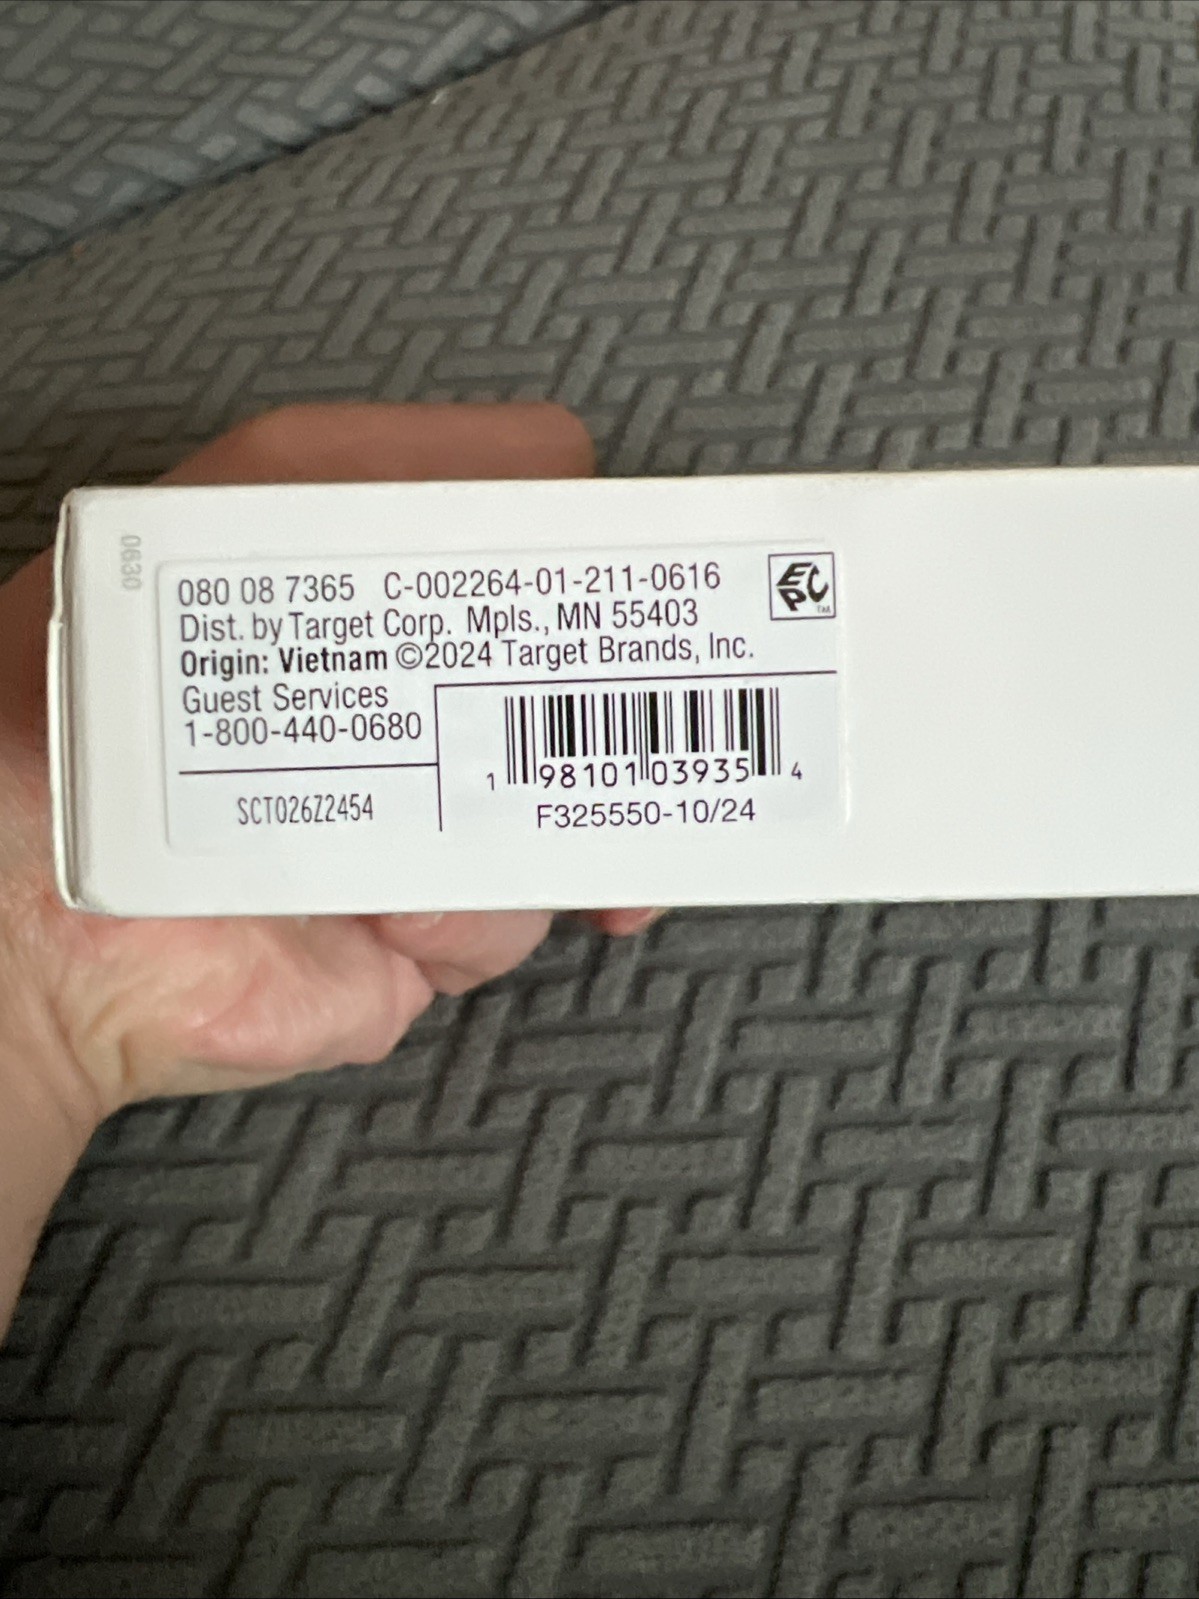 0630
080 08 7365 C-002264-01-211-0616
EPC™
Dist. by Target Corp. Mpls., MN 55403
Origin: Vietnam ©2024 Target Brands, Inc.
Guest Services
1-800-440-0680
1 98101 03935 4
SCT026Z2454
F325550-10/24